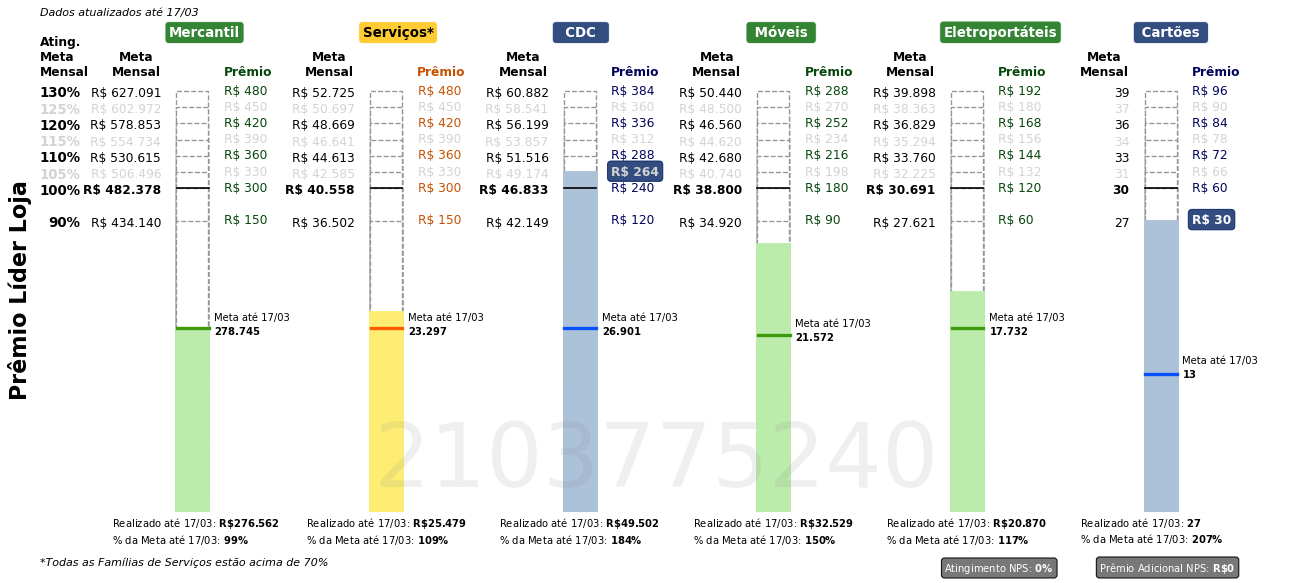 Dados atualizados até 17/03
Mercantil Serviços* CDC Móveis Eletroportáteis Cartões
Ating. Meta Mensal Meta Mensal Prêmio Meta Mensal Prêmio Meta Mensal Prêmio Meta Mensal Prêmio Meta Mensal Prêmio Meta Mensal Prêmio
130% R$ 627.091 R$ 480 R$ 52.725 R$ 480 R$ 60.882 R$ 384 R$ 50.440 R$ 288 R$ 39.898 R$ 192 39 R$ 96
125% R$ 602.972 R$ 450 R$ 50.697 R$ 450 R$ 58.541 R$ 360 R$ 48.500 R$ 270 R$ 38.363 R$ 180 37 R$ 90
120% R$ 578.853 R$ 420 R$ 48.669 R$ 420 R$ 56.199 R$ 336 R$ 46.560 R$ 252 R$ 36.829 R$ 168 36 R$ 84
115% R$ 554.734 R$ 390 R$ 46.641 R$ 390 R$ 53.857 R$ 312 R$ 44.620 R$ 234 R$ 35.294 R$ 156 34 R$ 78
110% R$ 530.615 R$ 360 R$ 44.613 R$ 360 R$ 51.516 R$ 288 R$ 42.680 R$ 216 R$ 33.760 R$ 144 33 R$ 72
105% R$ 506.496 R$ 330 R$ 42.585 R$ 330 R$ 49.174 R$ 264 R$ 40.740 R$ 198 R$ 32.225 R$ 132 31 R$ 66
100% R$ 482.378 R$ 300 R$ 40.558 R$ 300 R$ 46.833 R$ 240 R$ 38.800 R$ 180 R$ 30.691 R$ 120 30 R$ 60
90% R$ 434.140 R$ 150 R$ 36.502 R$ 150 R$ 42.149 R$ 120 R$ 34.920 R$ 90 R$ 27.621 R$ 60 27 R$ 30
Prêmio Líder Loja
Meta até 17/03 Meta até 17/03 Meta até 17/03 Meta até 17/03 Meta até 17/03 Meta até 17/03
278.745 23.297 26.901 21.572 17.732 13
2103775240
Realizado até 17/03: R$276.562 Realizado até 17/03: R$25.479 Realizado até 17/03: R$49.502 Realizado até 17/03: R$32.529 Realizado até 17/03: R$20.870 Realizado até 17/03: 27
% da Meta até 17/03: 99% % da Meta até 17/03: 109% % da Meta até 17/03: 184% % da Meta até 17/03: 150% % da Meta até 17/03: 117% % da Meta até 17/03: 207%
*Todas as Famílias de Serviços estão acima de 70% Atingimento NPS: 0% Prêmio Adicional NPS: R$0